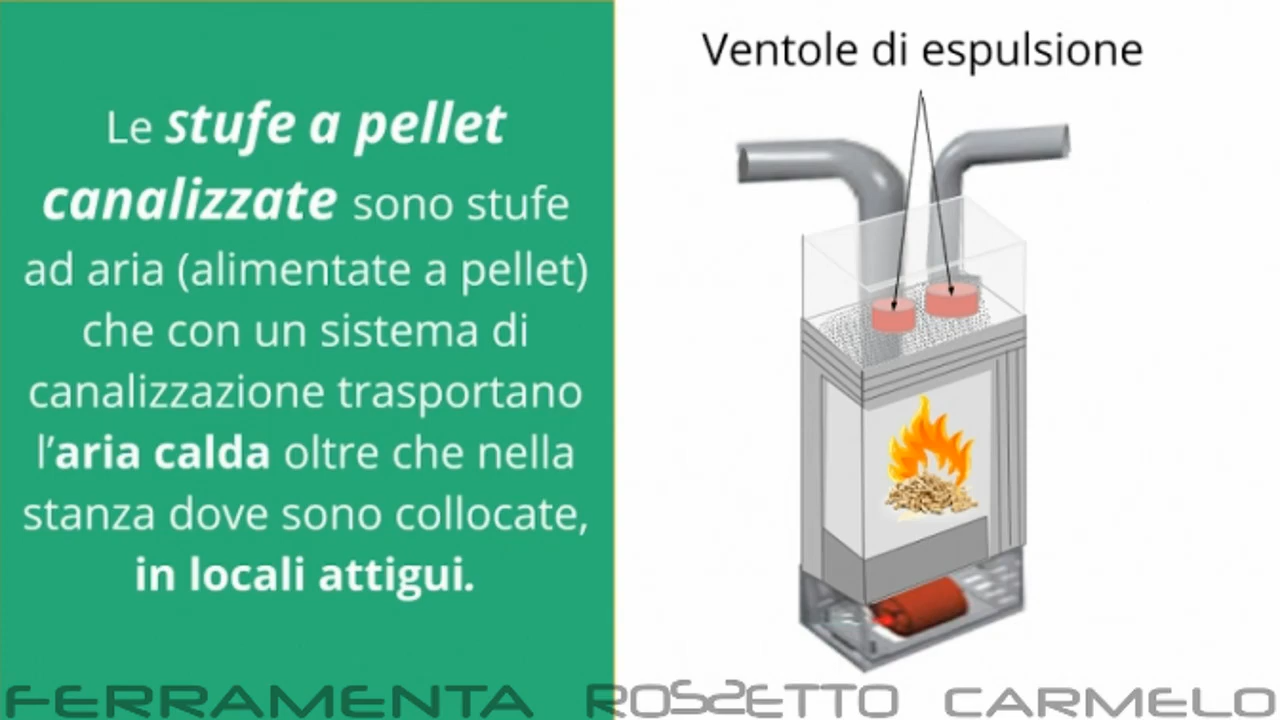 Le stufe a pellet
canalizzate sono stufe
ad aria (alimentate a pellet)
che con un sistema di
canalizzazione trasportano
l’aria calda oltre che nella
stanza dove sono collocate,
in locali attigui.
Ventole di espulsione
FERRAMENTA ROSSETTO CARMELO